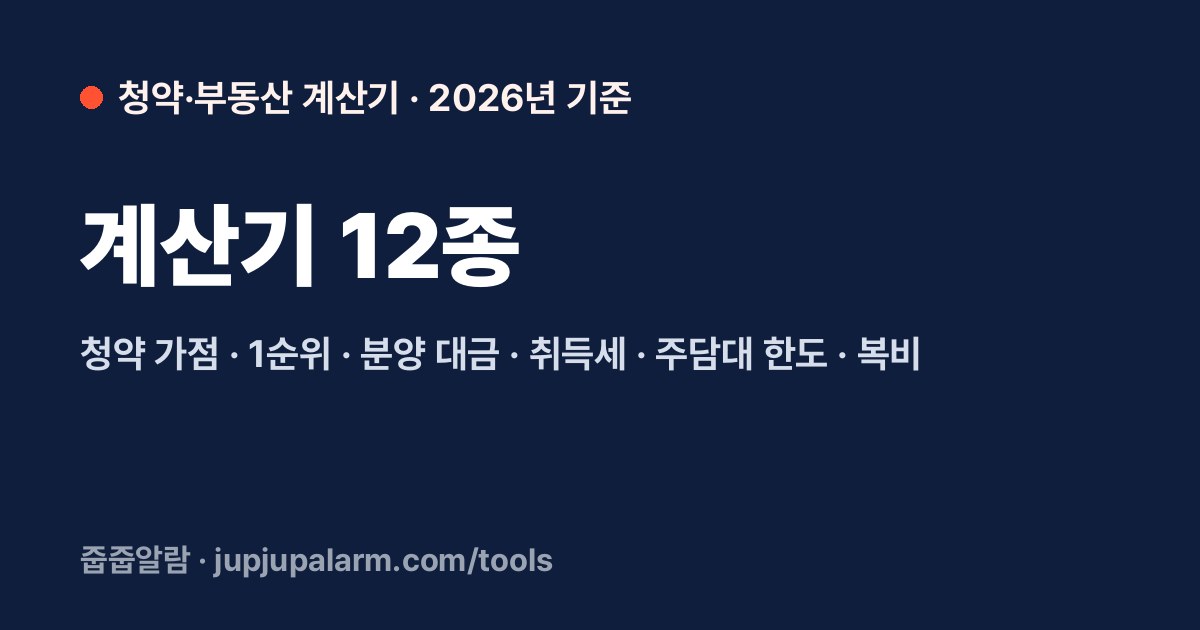 청약·부동산 계산기 · 2026년 기준
계산기 12종
청약 가점 · 1순위 · 분양 대금 · 취득세 · 주담대 한도 · 복비
줍줍알람 · jupjupalarm.com/tools